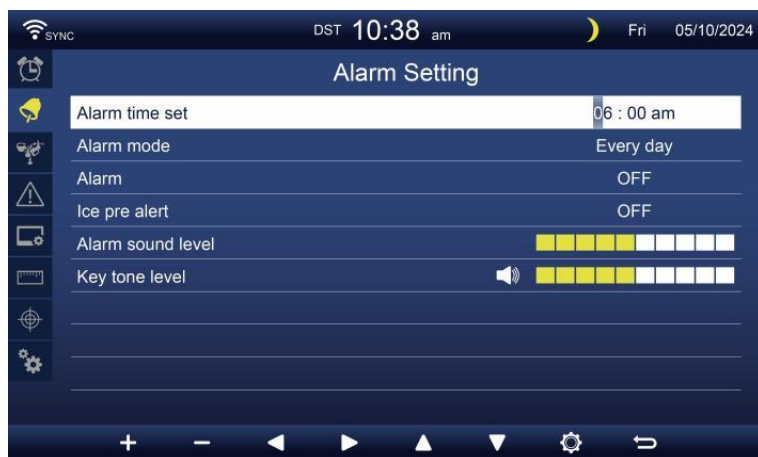 SYNC DST 10:38 am Fri 05/10/2024
Alarm Setting
Alarm time set 06 : 00 am
Alarm mode Every day
Alarm OFF
Ice pre alert OFF
Alarm sound level
Key tone level